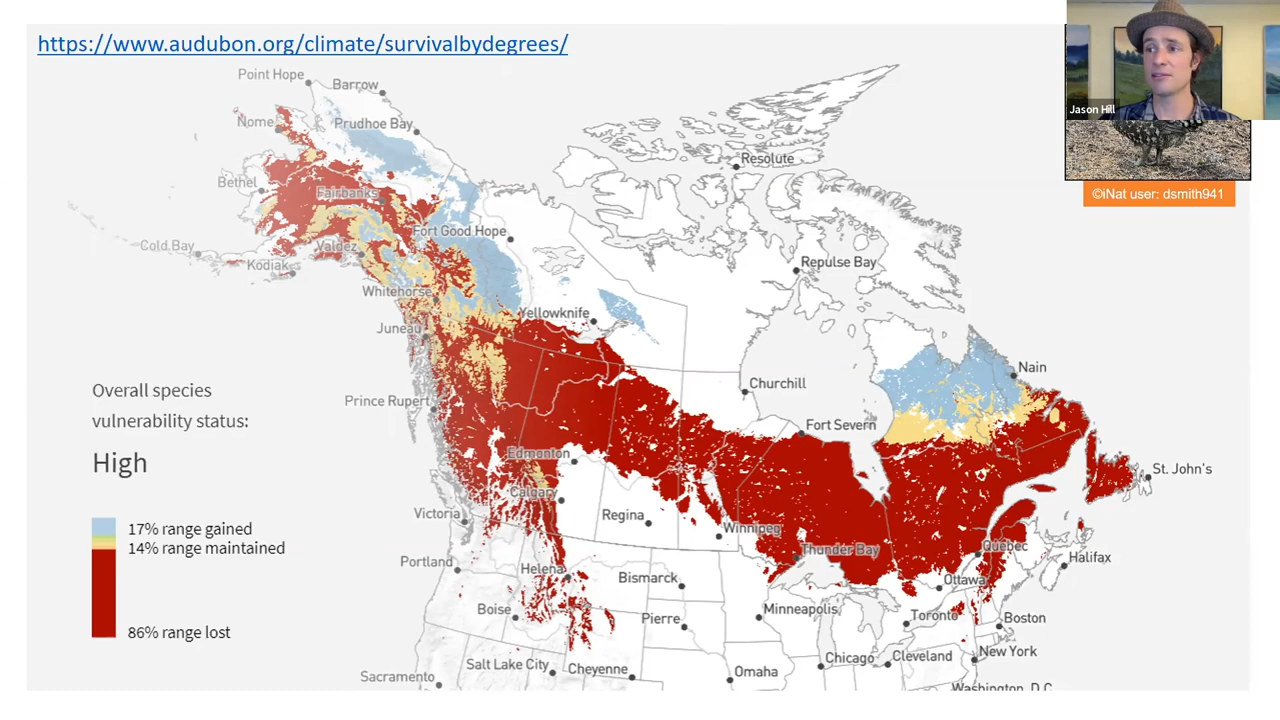 https://www.audubon.org/climate/survivalbydegrees/
Jason Hill
©iNat user: dsmith941
Point Hope
Barrow
Nome
Prudhoe Bay
Resolute
Bethel
Fairbanks
Fort Good Hope
Cold Bay
Valdez
Kodiak
Repulse Bay
Whitehorse
Yellowknife
Juneau
Nain
Churchill
Prince Rupert
Fort Severn
Edmonton
St. John's
Calgary
Victoria
Regina
Winnipeg
Québec
Thunder Bay
Halifax
Portland
Helena
Bismarck
Ottawa
Boise
Pierre
Minneapolis
Toronto
Boston
Salt Lake City
Cheyenne
Omaha
Chicago
Cleveland
New York
Sacramento
Washington, D.C.
Overall species
vulnerability status:
High
17% range gained
14% range maintained
86% range lost